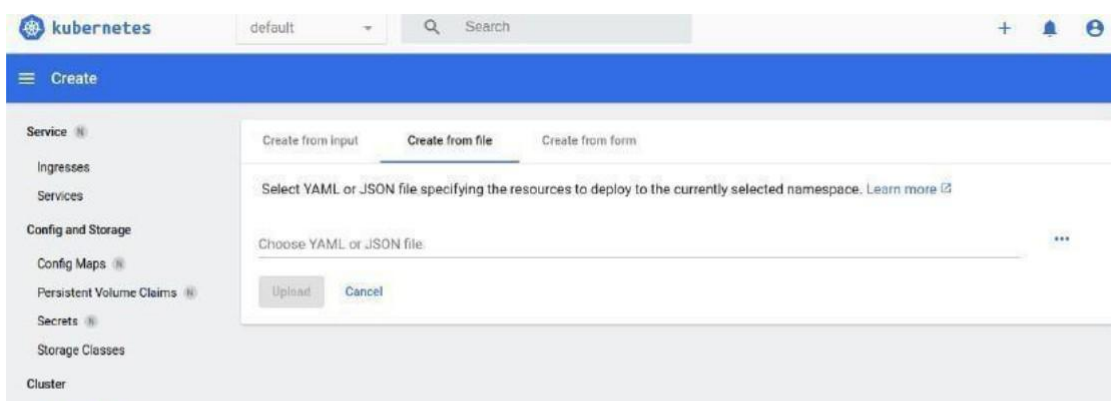 kubernetes default Search
Create
Service N
Ingresses
Services
Config and Storage
Config Maps N
Persistent Volume Claims N
Secrets N
Storage Classes
Cluster
Create from input Create from file Create from form
Select YAML or JSON file specifying the resources to deploy to the currently selected namespace. Learn more
Choose YAML or JSON file
Upload Cancel